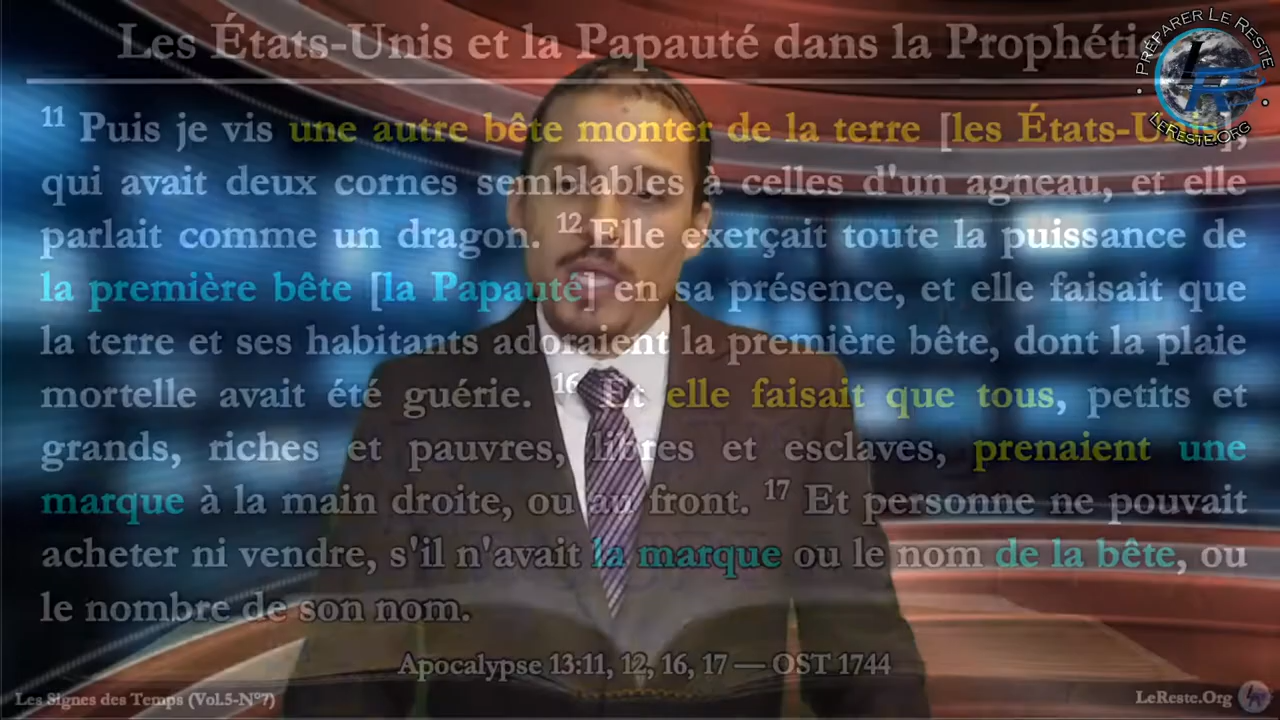 Les États-Unis et la Papauté dans la Prophétie
PRÉPARER LE RESTE
LR
LERESTE.ORG
11 Puis je vis une autre bête monter de la terre [les États-Unis],
qui avait deux cornes semblables à celles d'un agneau, et elle
parlait comme un dragon. 12 Elle exerçait toute la puissance de
la première bête [la Papauté] en sa présence, et elle faisait que
la terre et ses habitants adoraient la première bête, dont la plaie
mortelle avait été guérie. 16 Et elle faisait que tous, petits et
grands, riches et pauvres, libres et esclaves, prenaient une
marque à la main droite, ou au front. 17 Et personne ne pouvait
acheter ni vendre, s'il n'avait la marque ou le nom de la bête, ou
le nombre de son nom.
Apocalypse 13:11, 12, 16, 17 — OST 1744
Les Signes des Temps (Vol.5-N°7)
LeReste.Org